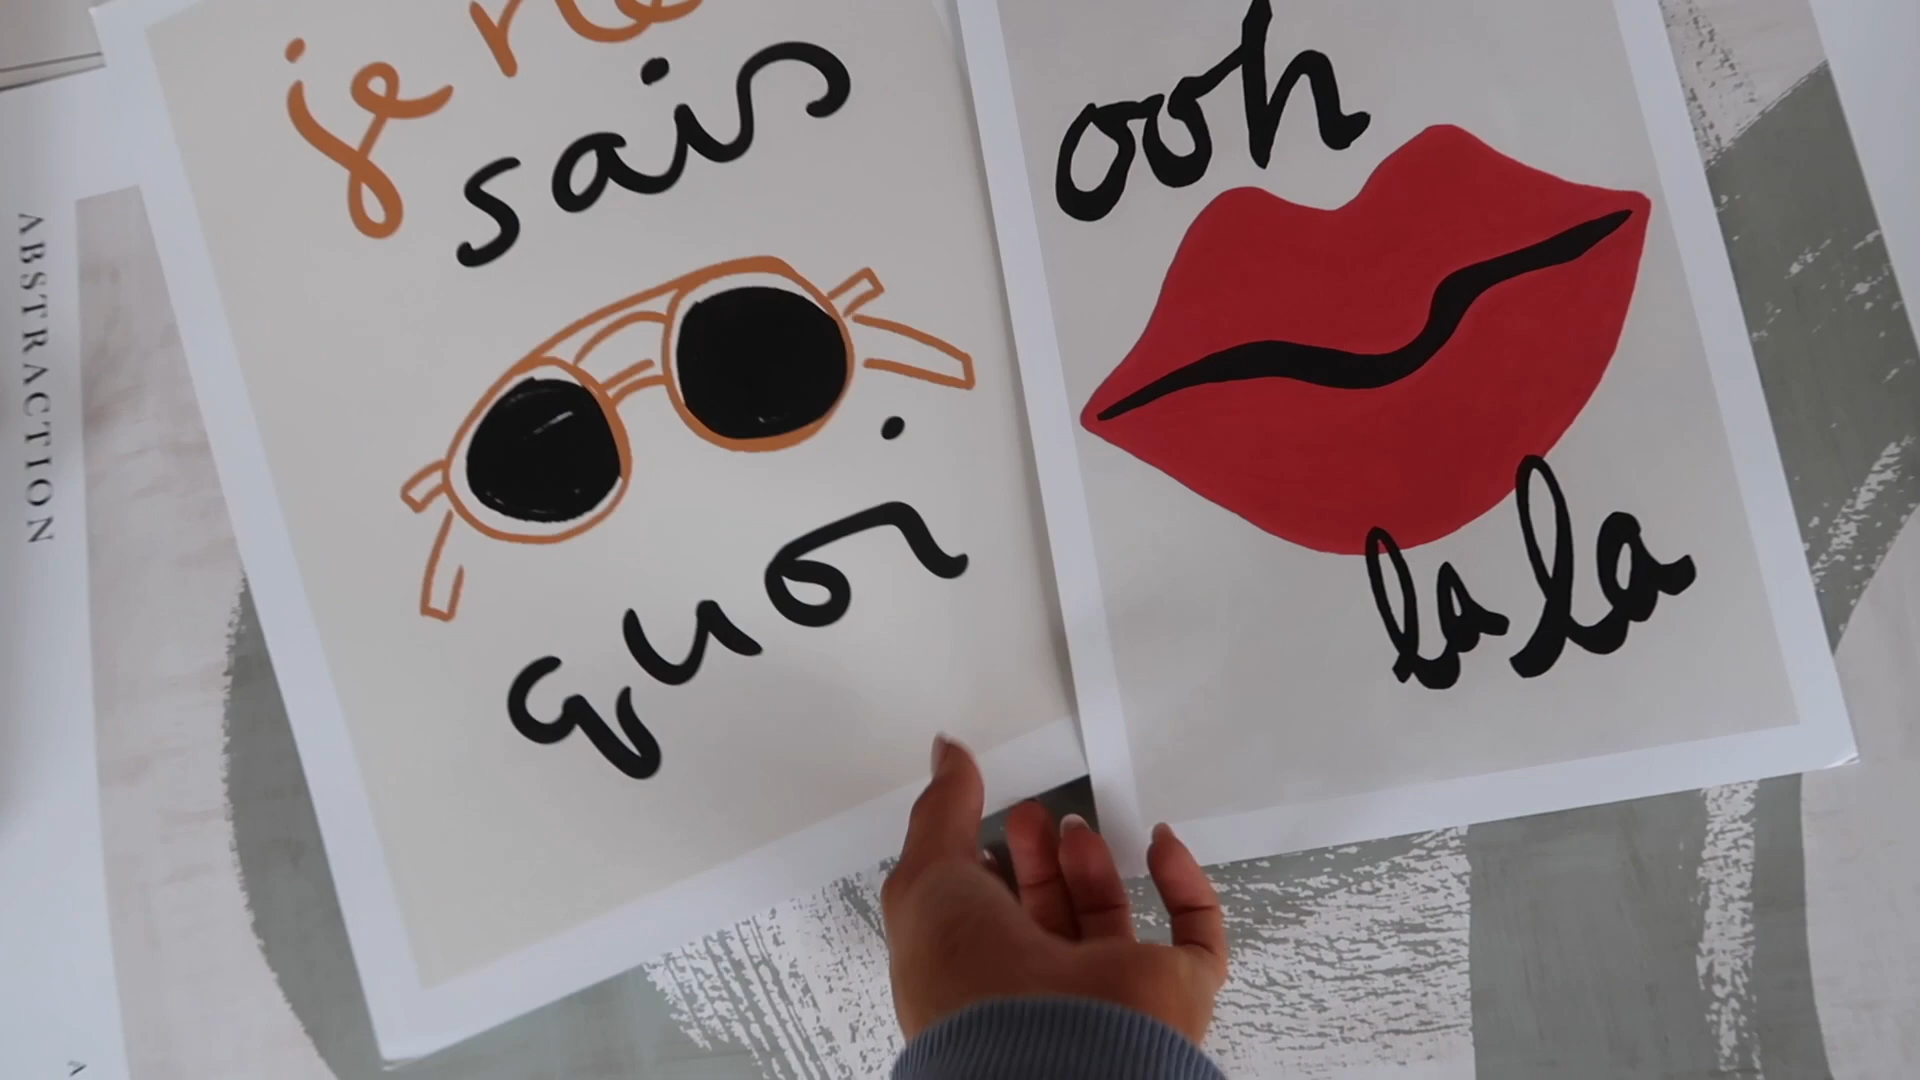 je ne
sais
quoi
ooh
la la
ABSTRACTION